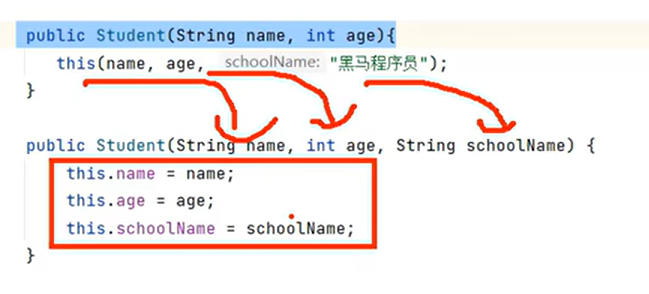 public Student(String name, int age){
this(name, age, schoolName: "黑马程序员");
}
public Student(String name, int age, String schoolName) {
this.name = name;
this.age = age;
this.schoolName = schoolName;
}